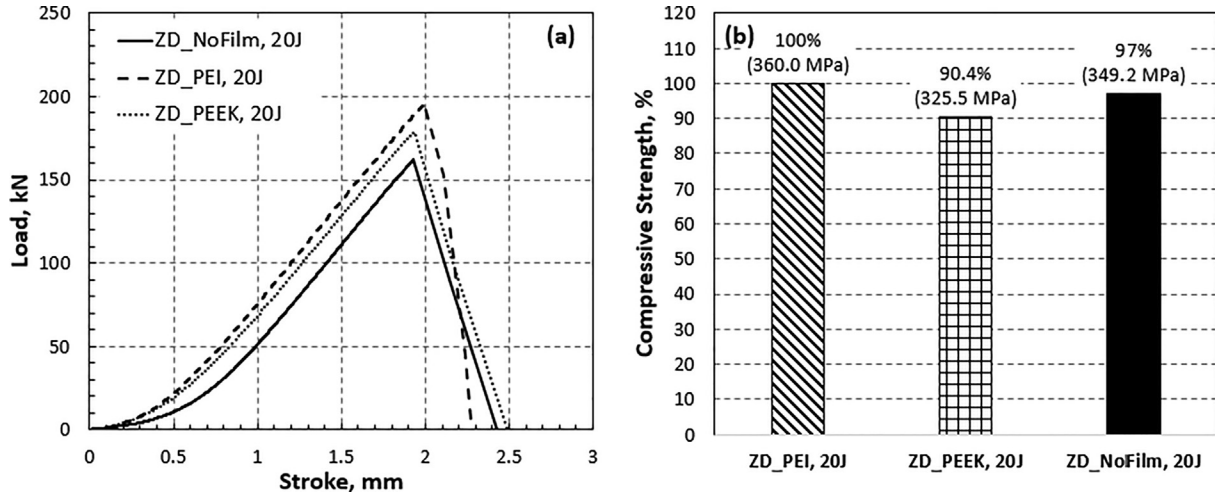 (a)
ZD_NoFilm, 20J
ZD_PEI, 20J
ZD_PEEK, 20J
Load, kN
250
200
150
100
50
0
0
0.5
1
1.5
2
2.5
3
Stroke, mm
(b)
Compressive Strength, %
120
110
100
90
80
70
60
50
40
30
20
10
0
100%
(360.0 MPa)
90.4%
(325.5 MPa)
97%
(349.2 MPa)
ZD_PEI, 20J
ZD_PEEK, 20J
ZD_NoFilm, 20J